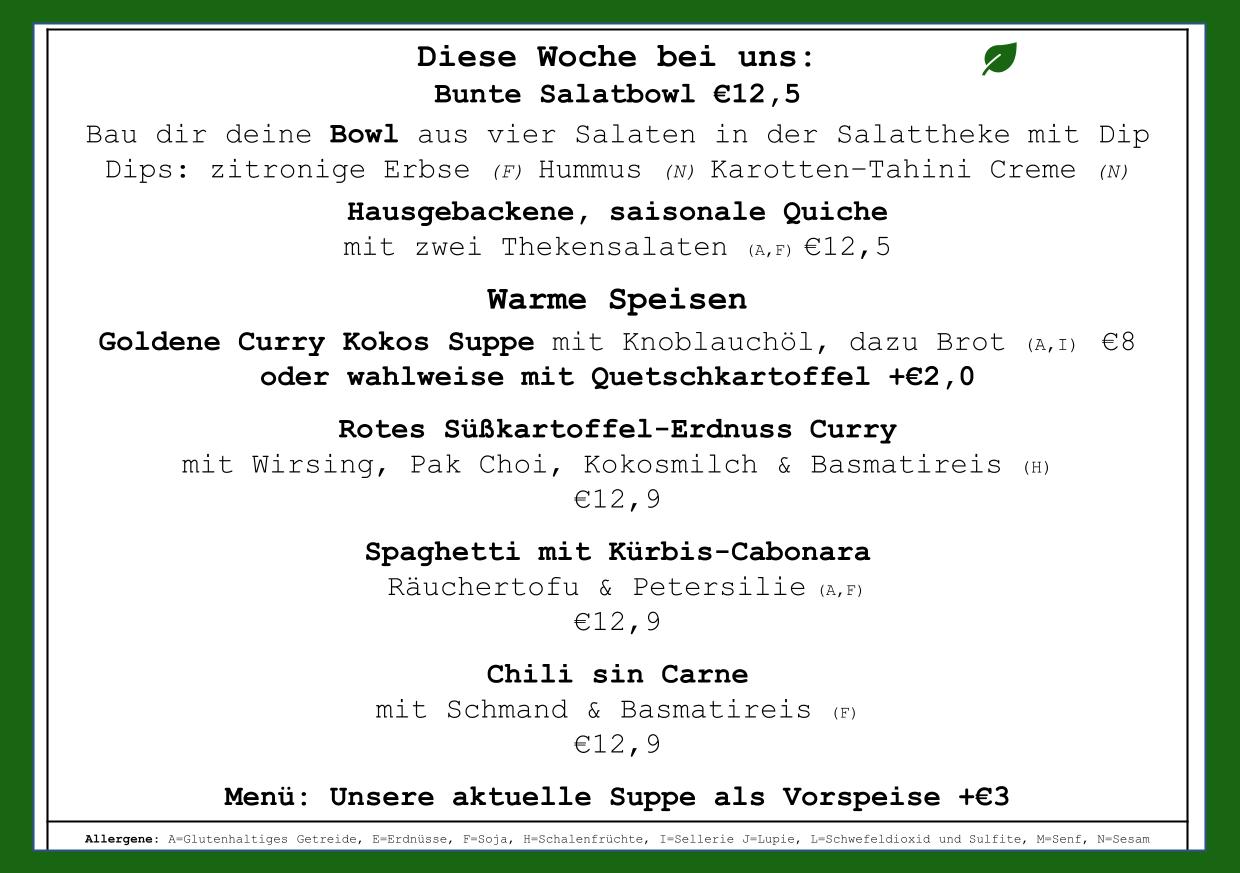 Diese Woche bei uns:
Bunte Salatbowl €12,5
Bau dir deine Bowl aus vier Salaten in der Salattheke mit Dip
Dips: zitronige Erbse (F) Hummus (N) Karotten-Tahini Creme (N)
Hausgebackene, saisonale Quiche
mit zwei Thekensalaten (A,F) €12,5
Warme Speisen
Goldene Curry Kokos Suppe mit Knoblauchöl, dazu Brot (A,I) €8
oder wahlweise mit Quetschkartoffel +€2,0
Rotes Süßkartoffel-Erdnuss Curry
mit Wirsing, Pak Choi, Kokosmilch & Basmatireis (H)
€12,9
Spaghetti mit Kürbis-Cabonara
Räuchertofu & Petersilie (A,F)
€12,9
Chili sin Carne
mit Schmand & Basmatireis (F)
€12,9
Menü: Unsere aktuelle Suppe als Vorspeise +€3
Allergene: A=Glutenhaltiges Getreide, E=Erdnüsse, F=Soja, H=Schalenfrüchte, I=Sellerie J=Lupie, L=Schwefeldioxid und Sulfite, M=Senf, N=Sesam